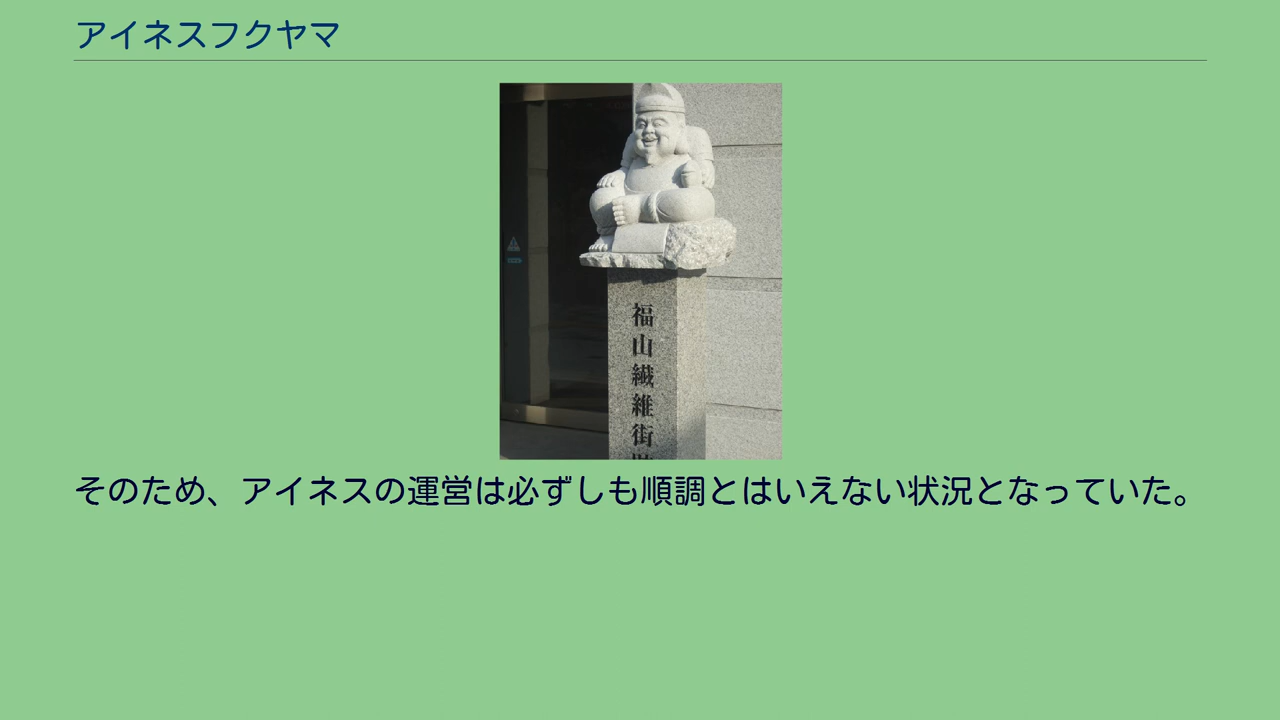 アイネスフクヤマ
福山繊維街
そのため、アイネスの運営は必ずしも順調とはいえない状況となっていた。